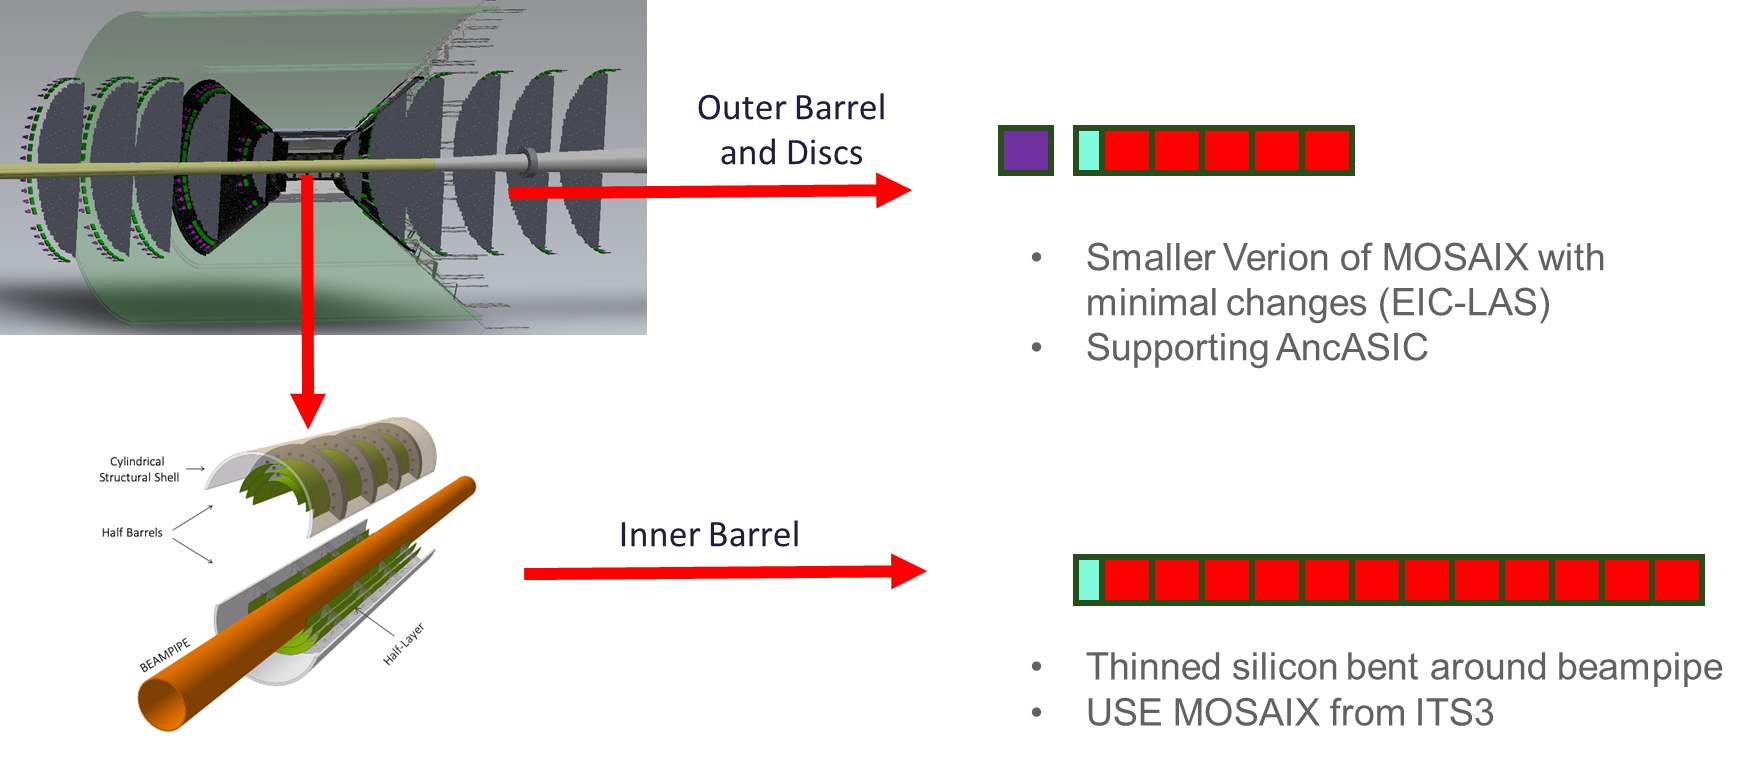 Outer Barrel
and Discs
• Smaller Verion of MOSAIX with
minimal changes (EIC-LAS)
• Supporting AncASIC
Cylindrical
Structural Shell
Half Barrels
BEAMPIPE
Half-Layer
Inner Barrel
• Thinned silicon bent around beampipe
• USE MOSAIX from ITS3